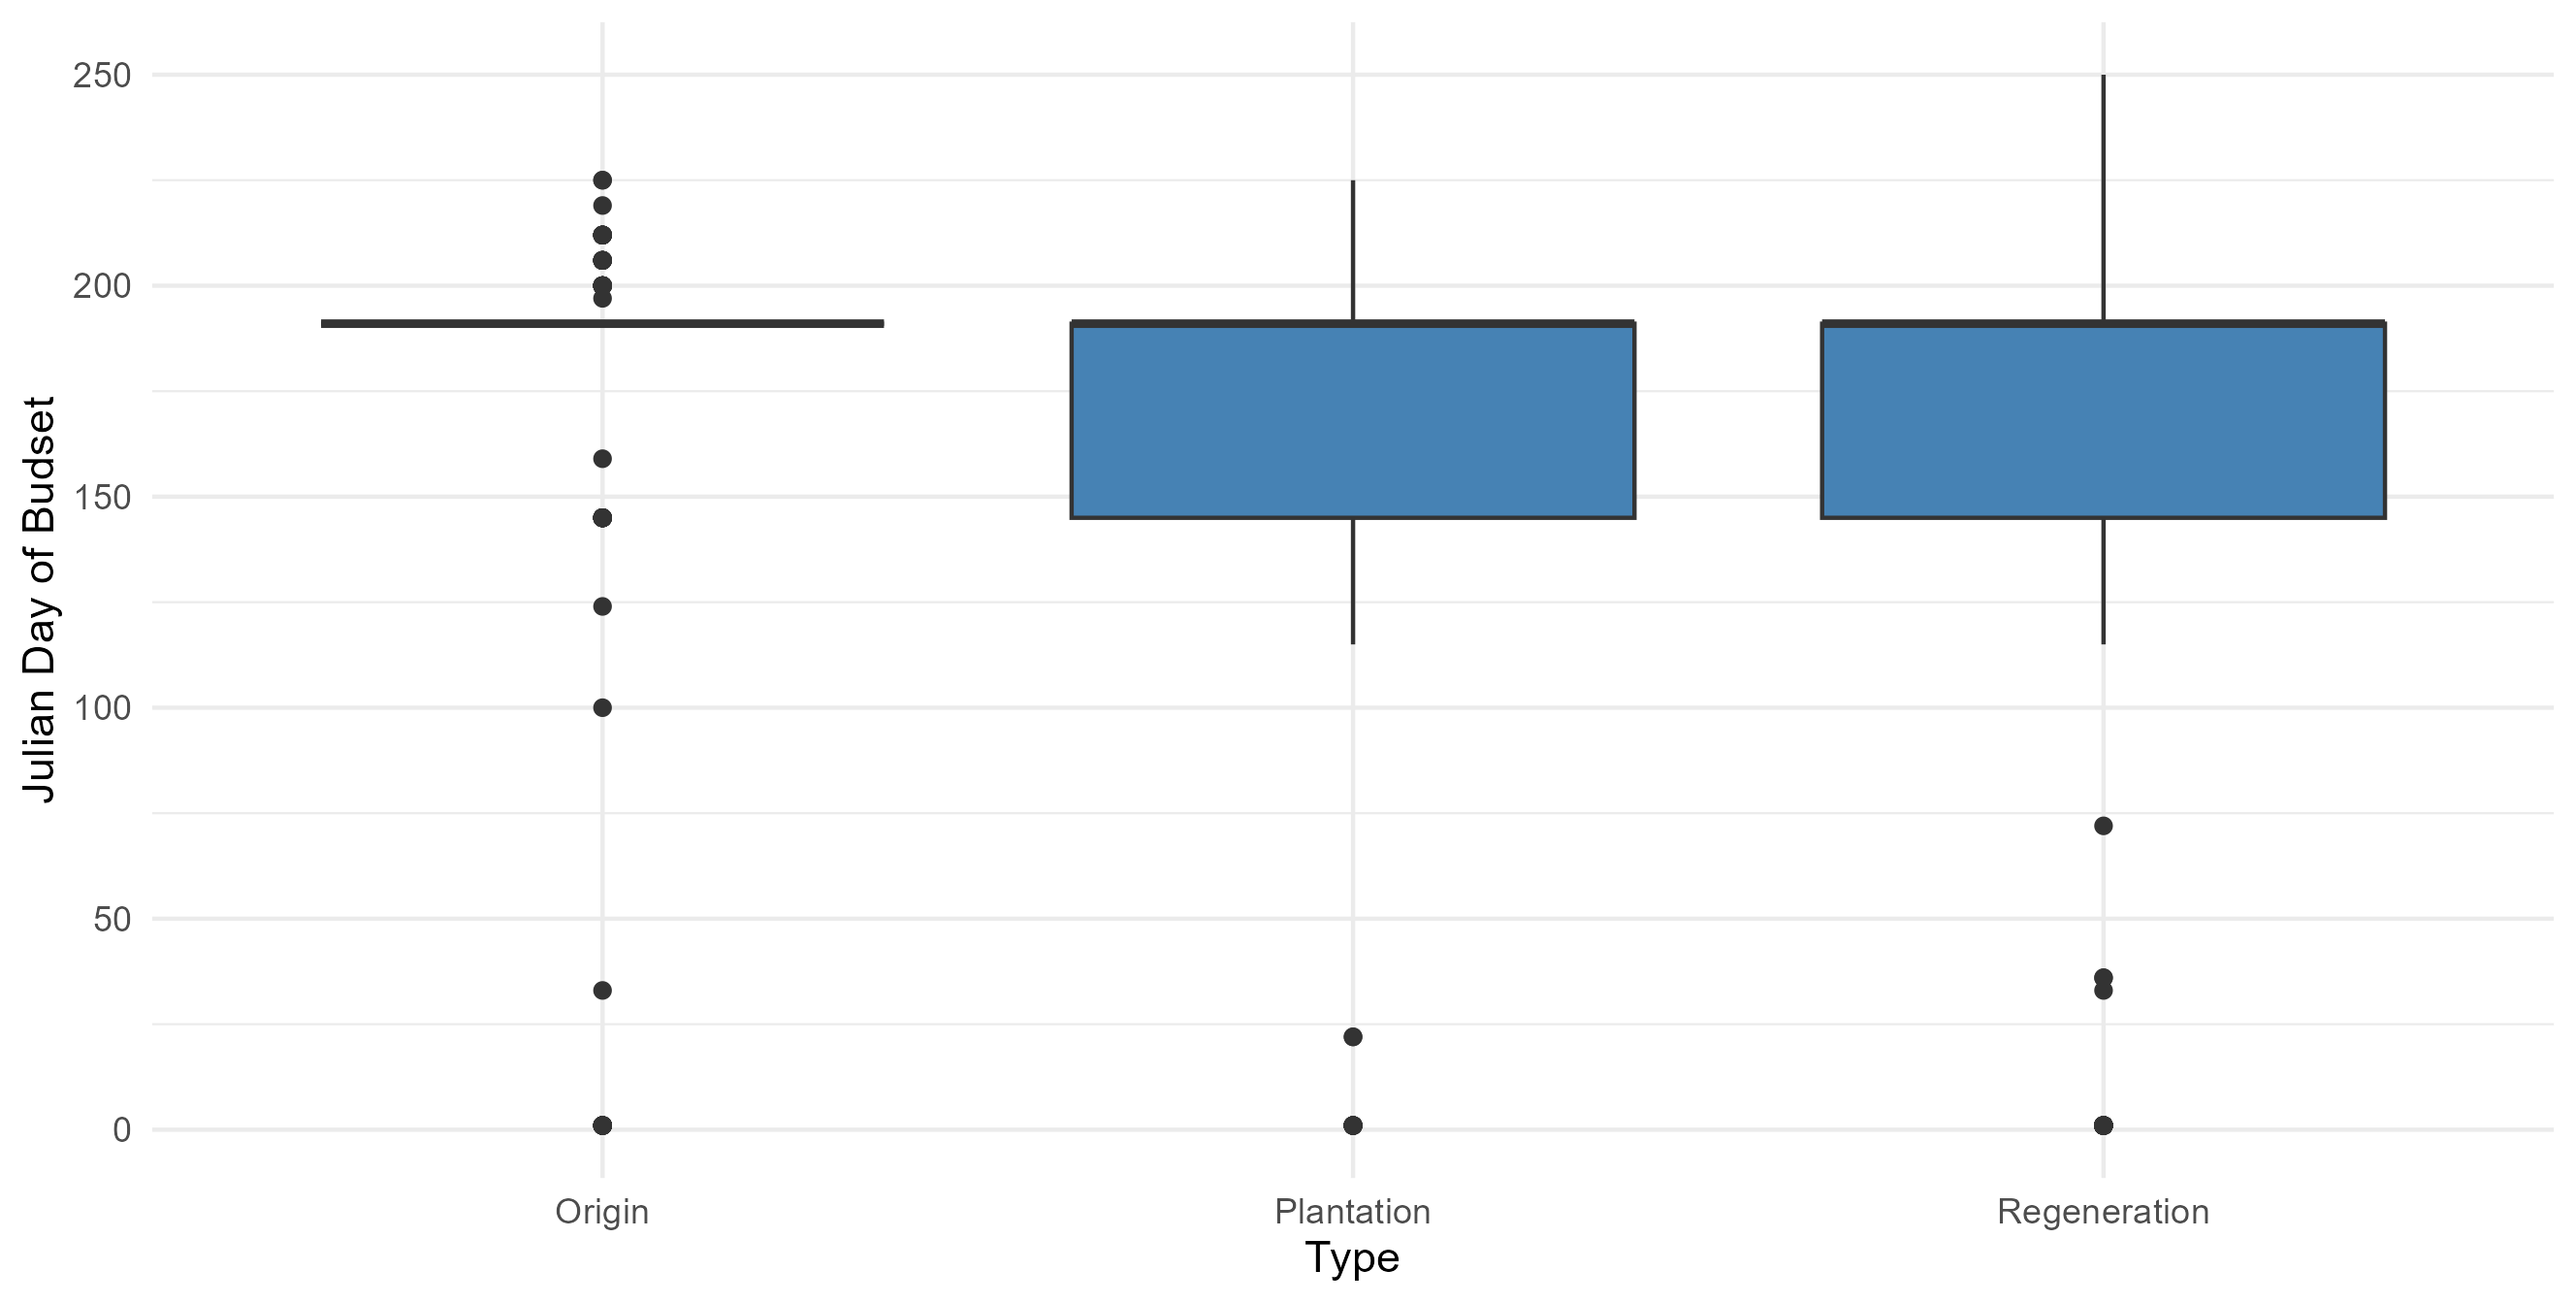 250
200
150
100
50
0
Julian Day of Budset
Origin
Plantation
Regeneration
Type